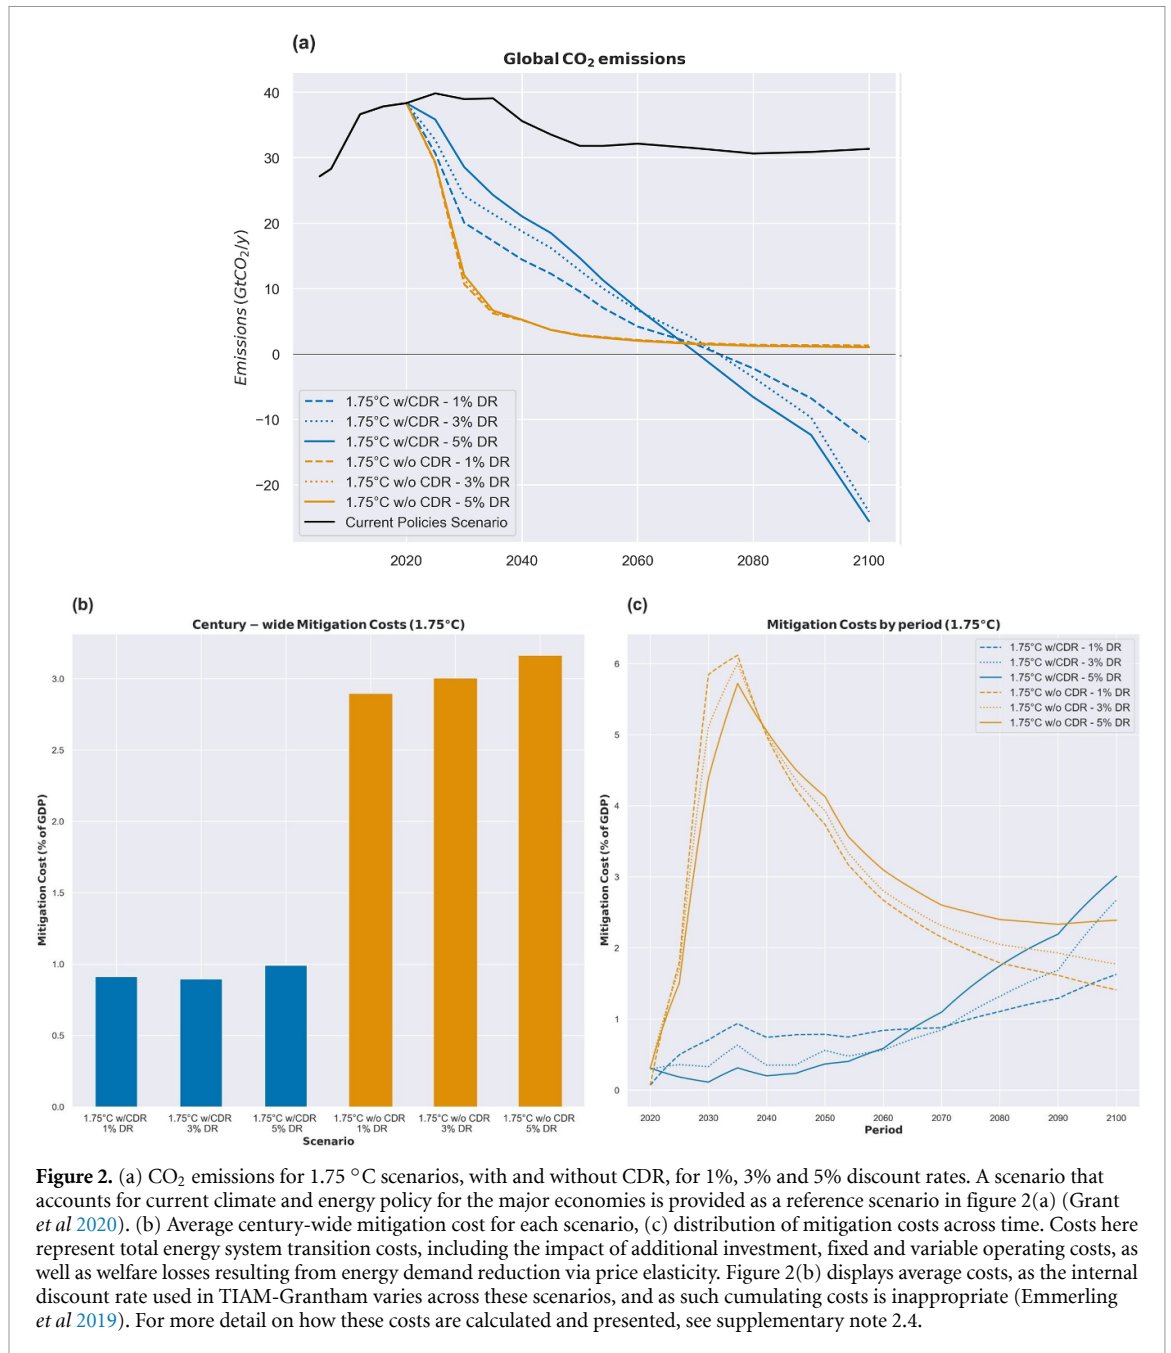 (a)
Global CO₂ emissions
40
30
20
10
0
−10
−20
Emissions (GtCO₂/y)
1.75°C w/CDR - 1% DR
1.75°C w/CDR - 3% DR
1.75°C w/CDR - 5% DR
1.75°C w/o CDR - 1% DR
1.75°C w/o CDR - 3% DR
1.75°C w/o CDR - 5% DR
Current Policies Scenario
2020 2040 2060 2080 2100
(b)
Century – wide Mitigation Costs (1.75°C)
3.0
2.5
2.0
1.5
1.0
0.5
0.0
Mitigation Cost (% of GDP)
1.75°C w/CDR 1.75°C w/CDR 1.75°C w/CDR 1.75°C w/o CDR 1.75°C w/o CDR 1.75°C w/o CDR
1% DR 3% DR 5% DR 1% DR 3% DR 5% DR
Scenario
(c)
Mitigation Costs by period (1.75°C)
6
5
4
3
2
1
0
Mitigation Cost (% of GDP)
1.75°C w/CDR - 1% DR
1.75°C w/CDR - 3% DR
1.75°C w/CDR - 5% DR
1.75°C w/o CDR - 1% DR
1.75°C w/o CDR - 3% DR
1.75°C w/o CDR - 5% DR
2020 2030 2040 2050 2060 2070 2080 2090 2100
Period
Figure 2. (a) CO₂ emissions for 1.75 °C scenarios, with and without CDR, for 1%, 3% and 5% discount rates. A scenario that
accounts for current climate and energy policy for the major economies is provided as a reference scenario in figure 2(a) (Grant
et al 2020). (b) Average century-wide mitigation cost for each scenario, (c) distribution of mitigation costs across time. Costs here
represent total energy system transition costs, including the impact of additional investment, fixed and variable operating costs, as
well as welfare losses resulting from energy demand reduction via price elasticity. Figure 2(b) displays average costs, as the internal
discount rate used in TIAM-Grantham varies across these scenarios, and as such cumulating costs is inappropriate (Emmerling
et al 2019). For more detail on how these costs are calculated and presented, see supplementary note 2.4.